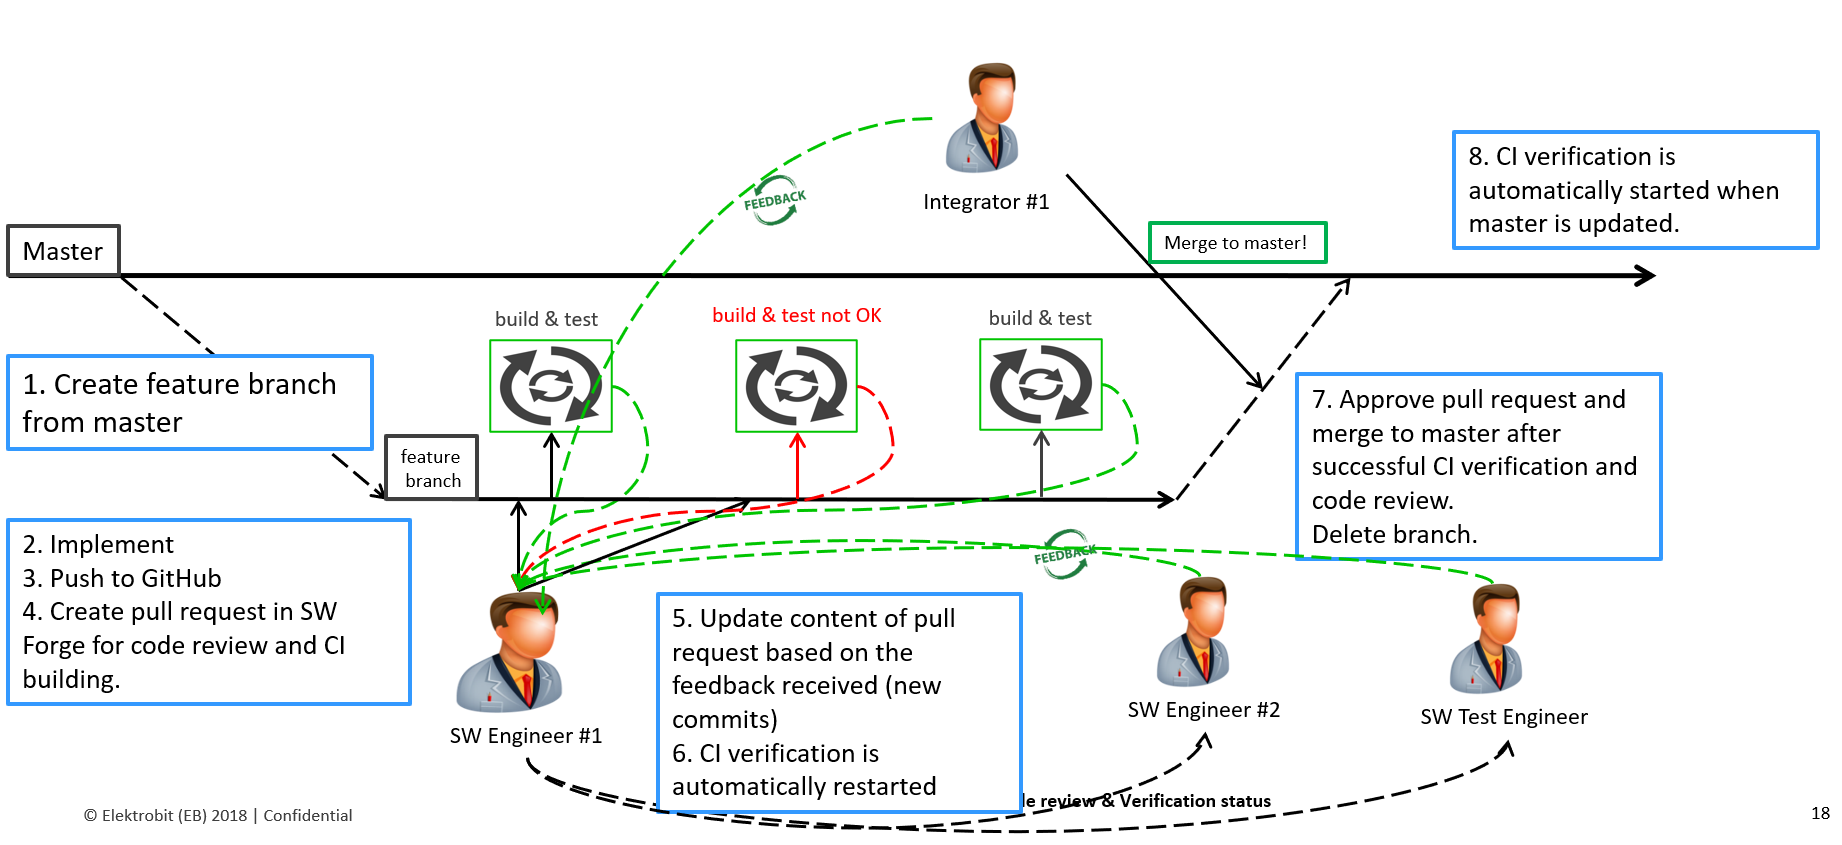 Integrator #1
FEEDBACK
8. CI verification is
automatically started when
master is updated.
Master
Merge to master!
build & test
build & test not OK
build & test
1. Create feature branch
from master
feature
branch
7. Approve pull request and
merge to master after
successful CI verification and
code review.
Delete branch.
2. Implement
3. Push to GitHub
4. Create pull request in SW
Forge for code review and CI
building.
FEEDBACK
5. Update content of pull
request based on the
feedback received (new
commits)
6. CI verification is
automatically restarted
SW Engineer #1
SW Engineer #2
SW Test Engineer
review & Verification status
© Elektrobit (EB) 2018 | Confidential
18